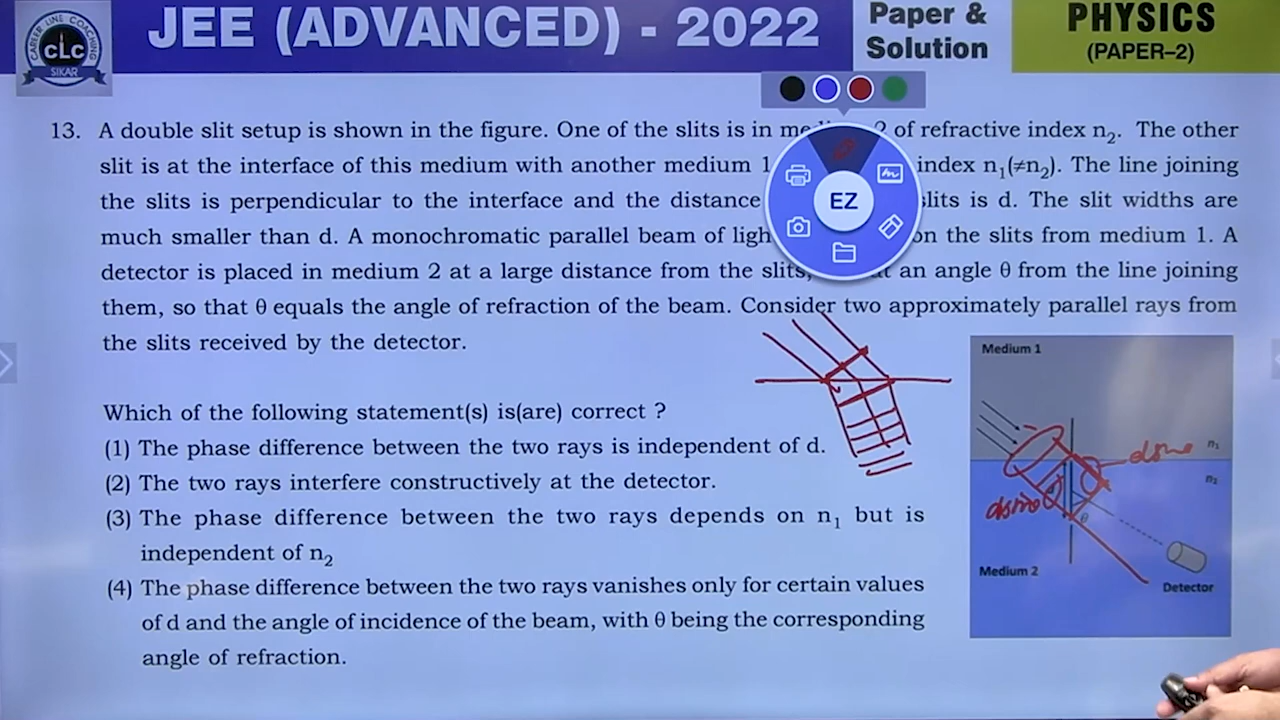 CAREER LINE COACHING
CLC
SIKAR
JEE (ADVANCED) - 2022
Paper &
Solution
PHYSICS
(PAPER–2)
13. A double slit setup is shown in the figure. One of the slits is in 2 of refractive index n₂. The other
slit is at the interface of this medium with another medium 1 index n₁(≠n₂). The line joining
the slits is perpendicular to the interface and the distance slits is d. The slit widths are
much smaller than d. A monochromatic parallel beam of on the slits from medium 1. A
detector is placed in medium 2 at a large distance from the slits, an angle θ from the line joining
them, so that θ equals the angle of refraction of the beam. Consider two approximately parallel rays from
the slits received by the detector.
Which of the following statement(s) is(are) correct ?
(1) The phase difference between the two rays is independent of d.
(2) The two rays interfere constructively at the detector.
(3) The phase difference between the two rays depends on n₁ but is
independent of n₂
(4) The phase difference between the two rays vanishes only for certain values
of d and the angle of incidence of the beam, with θ being the corresponding
angle of refraction.
EZ
Medium 1
n₁
n₂
θ
Medium 2
Detector